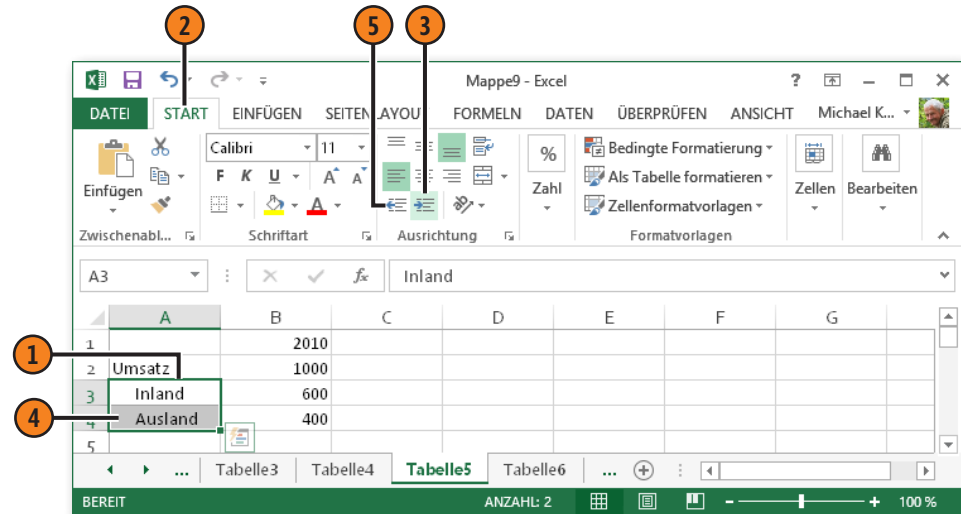 2 5 3
Mappe9 - Excel ?
DATEI START EINFÜGEN SEITENLAYOUT FORMELN DATEN ÜBERPRÜFEN ANSICHT Michael K...
Calibri 11 % Bedingte Formatierung
Einfügen F K U A A Zahl Als Tabelle formatieren Zellen Bearbeiten
A Zellenformatvorlagen
Zwischenabl... Schriftart Ausrichtung Formatvorlagen
A3 fx Inland
A B C D E F G
1 2010
1
2 Umsatz 1000
3 Inland 600
4
4 Ausland 400
5
... Tabelle3 Tabelle4 Tabelle5 Tabelle6 ...
BEREIT ANZAHL: 2 - + 100 %